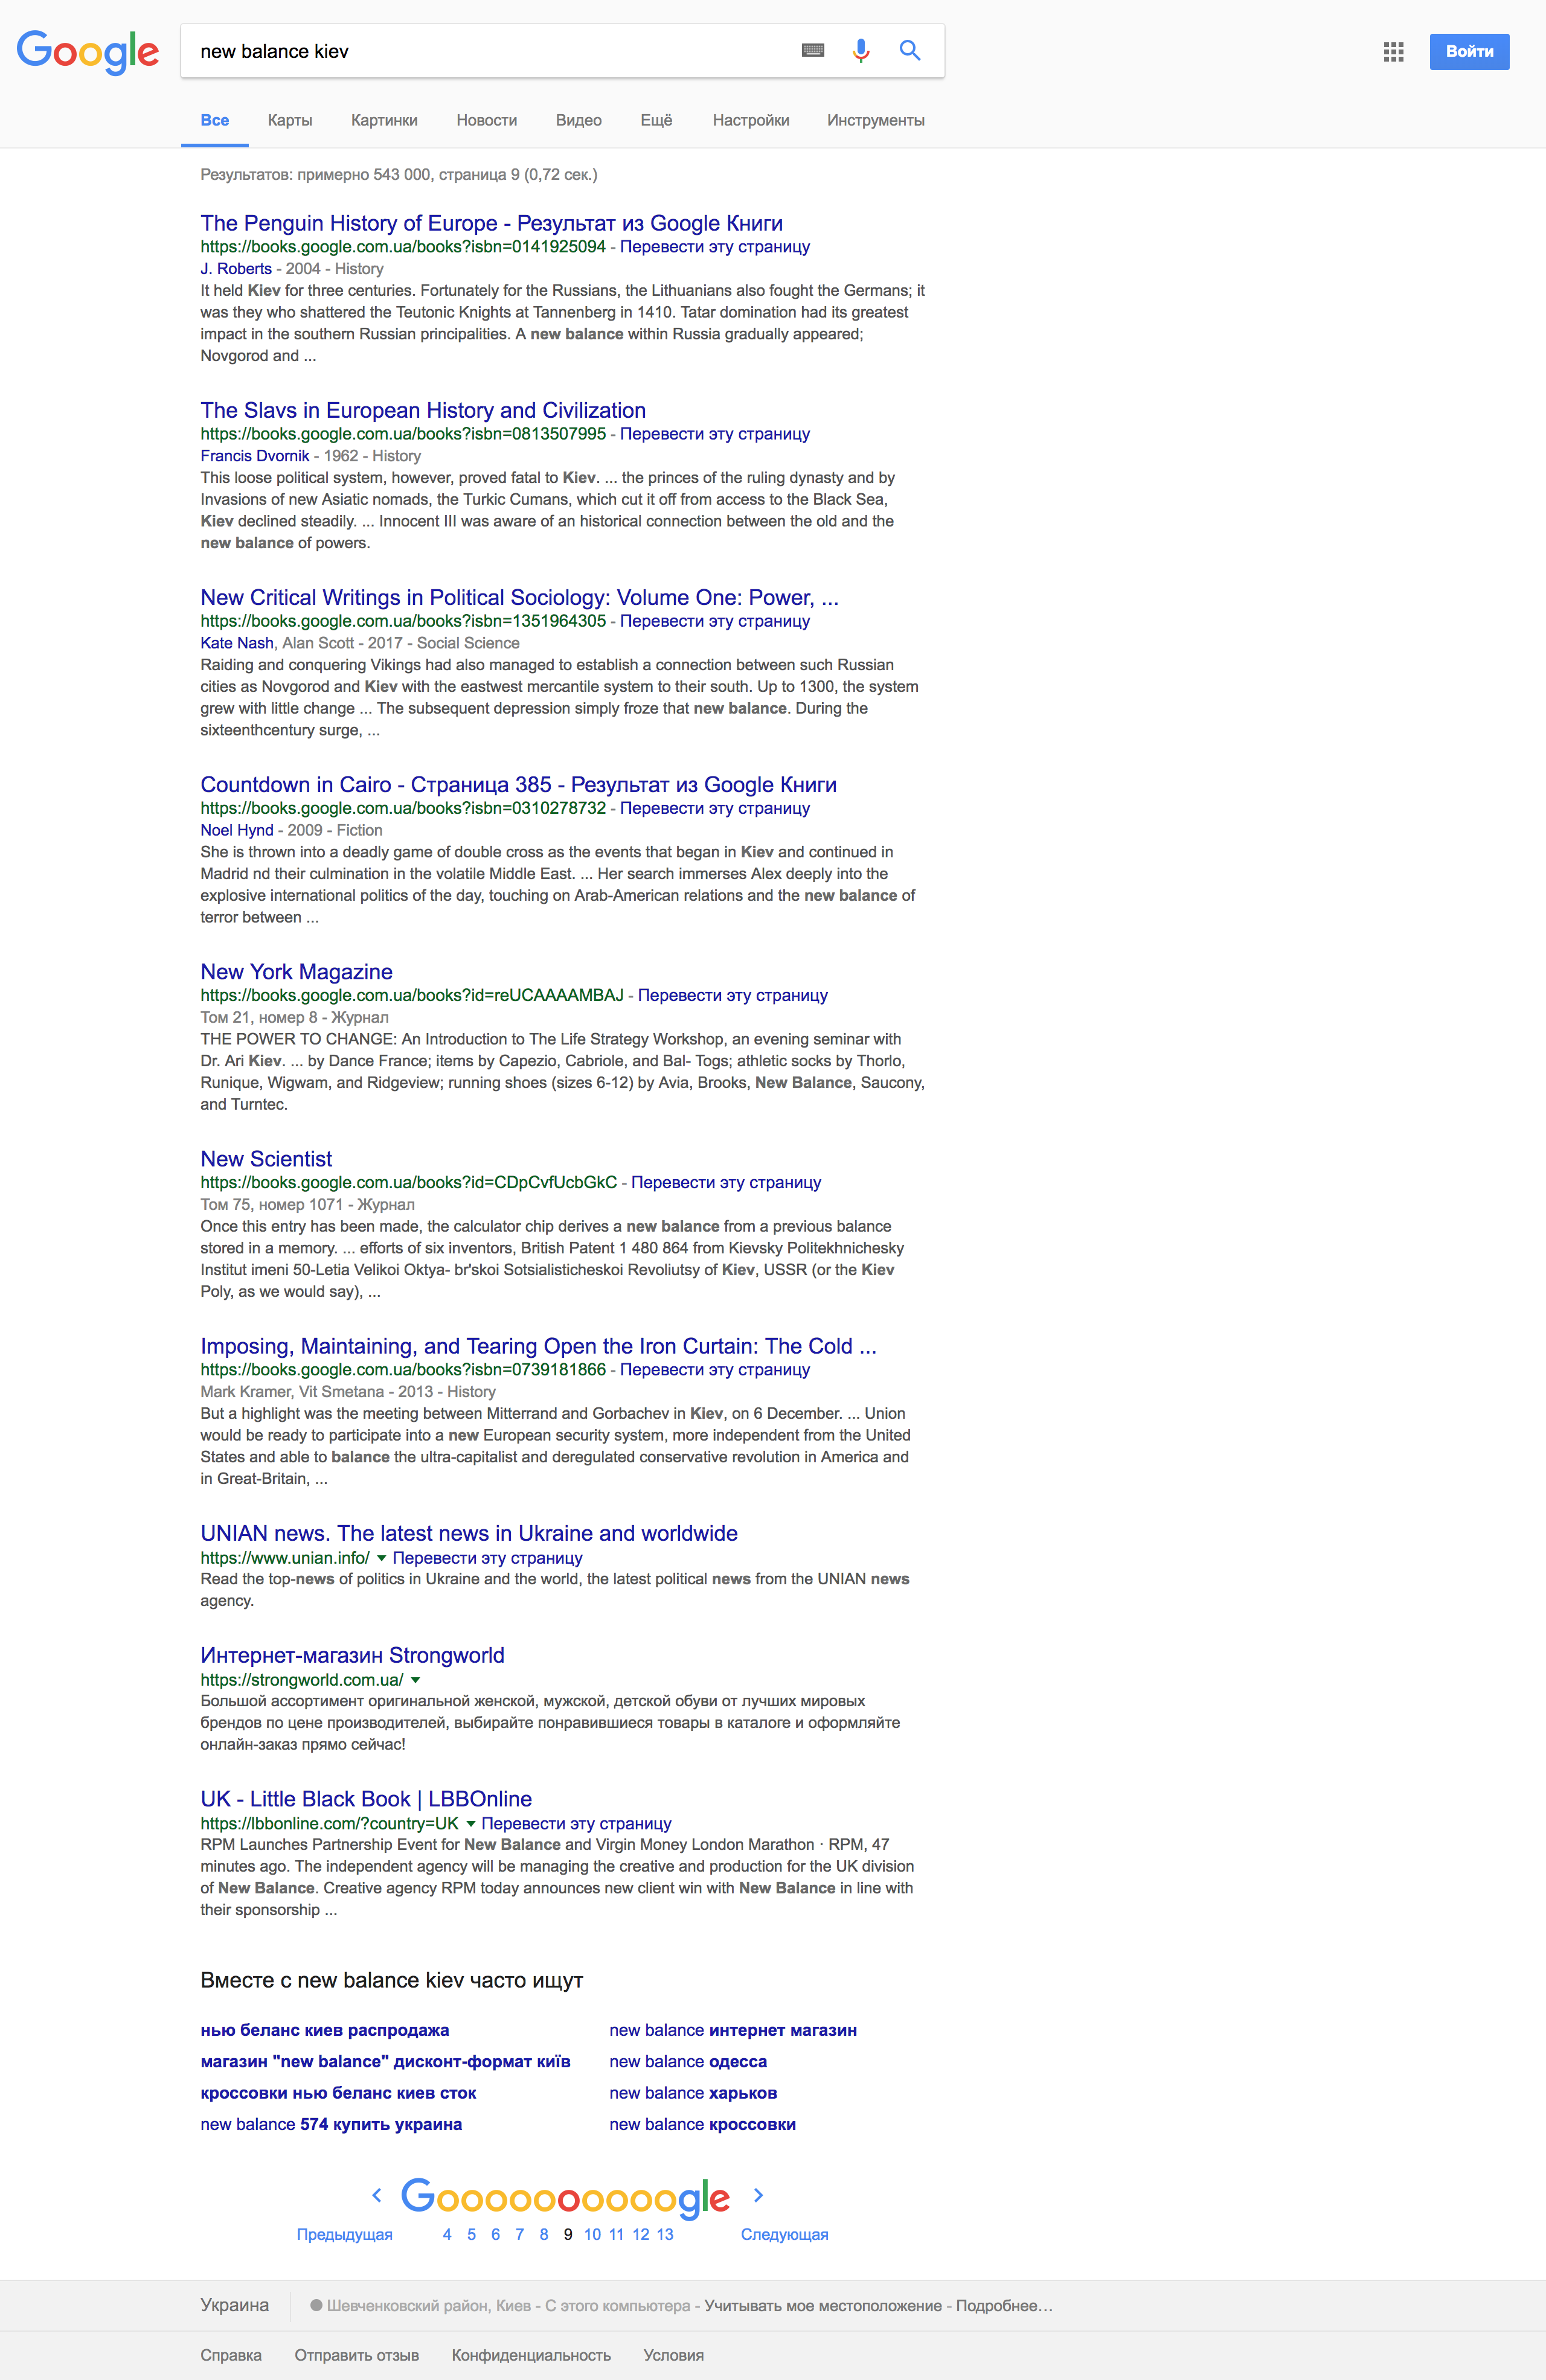 Google
new balance kiev
Войти
Все Карты Картинки Новости Видео Ещё Настройки Инструменты
Результатов: примерно 543 000, страница 9 (0,72 сек.)
The Penguin History of Europe - Результат из Google Книги
https://books.google.com.ua/books?isbn=0141925094 - Перевести эту страницу
J. Roberts - 2004 - History
It held Kiev for three centuries. Fortunately for the Russians, the Lithuanians also fought the Germans; it
was they who shattered the Teutonic Knights at Tannenberg in 1410. Tatar domination had its greatest
impact in the southern Russian principalities. A new balance within Russia gradually appeared;
Novgorod and ...
The Slavs in European History and Civilization
https://books.google.com.ua/books?isbn=0813507995 - Перевести эту страницу
Francis Dvornik - 1962 - History
This loose political system, however, proved fatal to Kiev. ... the princes of the ruling dynasty and by
Invasions of new Asiatic nomads, the Turkic Cumans, which cut it off from access to the Black Sea,
Kiev declined steadily. ... Innocent III was aware of an historical connection between the old and the
new balance of powers.
New Critical Writings in Political Sociology: Volume One: Power, ...
https://books.google.com.ua/books?isbn=1351964305 - Перевести эту страницу
Kate Nash, Alan Scott - 2017 - Social Science
Raiding and conquering Vikings had also managed to establish a connection between such Russian
cities as Novgorod and Kiev with the eastwest mercantile system to their south. Up to 1300, the system
grew with little change ... The subsequent depression simply froze that new balance. During the
sixteenthcentury surge, ...
Countdown in Cairo - Страница 385 - Результат из Google Книги
https://books.google.com.ua/books?isbn=0310278732 - Перевести эту страницу
Noel Hynd - 2009 - Fiction
She is thrown into a deadly game of double cross as the events that began in Kiev and continued in
Madrid nd their culmination in the volatile Middle East. ... Her search immerses Alex deeply into the
explosive international politics of the day, touching on Arab-American relations and the new balance of
terror between ...
New York Magazine
https://books.google.com.ua/books?id=reUCAAAAMBAJ - Перевести эту страницу
Том 21, номер 8 - Журнал
THE POWER TO CHANGE: An Introduction to The Life Strategy Workshop, an evening seminar with
Dr. Ari Kiev. ... by Dance France; items by Capezio, Cabriole, and Bal- Togs; athletic socks by Thorlo,
Runique, Wigwam, and Ridgeview; running shoes (sizes 6-12) by Avia, Brooks, New Balance, Saucony,
and Turntec.
New Scientist
https://books.google.com.ua/books?id=CDpCvfUcbGkC - Перевести эту страницу
Том 75, номер 1071 - Журнал
Once this entry has been made, the calculator chip derives a new balance from a previous balance
stored in a memory. ... efforts of six inventors, British Patent 1 480 864 from Kievsky Politekhnichesky
Institut imeni 50-Letia Velikoi Oktya- br'skoi Sotsialisticheskoi Revoliutsy of Kiev, USSR (or the Kiev
Poly, as we would say), ...
Imposing, Maintaining, and Tearing Open the Iron Curtain: The Cold ...
https://books.google.com.ua/books?isbn=0739181866 - Перевести эту страницу
Mark Kramer, Vit Smetana - 2013 - History
But a highlight was the meeting between Mitterrand and Gorbachev in Kiev, on 6 December. ... Union
would be ready to participate into a new European security system, more independent from the United
States and able to balance the ultra-capitalist and deregulated conservative revolution in America and
in Great-Britain, ...
UNIAN news. The latest news in Ukraine and worldwide
https://www.unian.info/ Перевести эту страницу
Read the top-news of politics in Ukraine and the world, the latest political news from the UNIAN news
agency.
Интернет-магазин Strongworld
https://strongworld.com.ua/
Большой ассортимент оригинальной женской, мужской, детской обуви от лучших мировых
брендов по цене производителей, выбирайте понравившиеся товары в каталоге и оформляйте
онлайн-заказ прямо сейчас!
UK - Little Black Book | LBBOnline
https://lbbonline.com/?country=UK Перевести эту страницу
RPM Launches Partnership Event for New Balance and Virgin Money London Marathon · RPM, 47
minutes ago. The independent agency will be managing the creative and production for the UK division
of New Balance. Creative agency RPM today announces new client win with New Balance in line with
their sponsorship ...
Вместе с new balance kiev часто ищут
нью беланс киев распродажа new balance интернет магазин
магазин "new balance" дисконт-формат київ new balance одесса
кроссовки нью беланс киев сток new balance харьков
new balance 574 купить украина new balance кроссовки
Goooooooooogle
Предыдущая 4 5 6 7 8 9 10 11 12 13 Следующая
Украина Шевченковский район, Киев - С этого компьютера - Учитывать мое местоположение - Подробнее…
Справка Отправить отзыв Конфиденциальность Условия